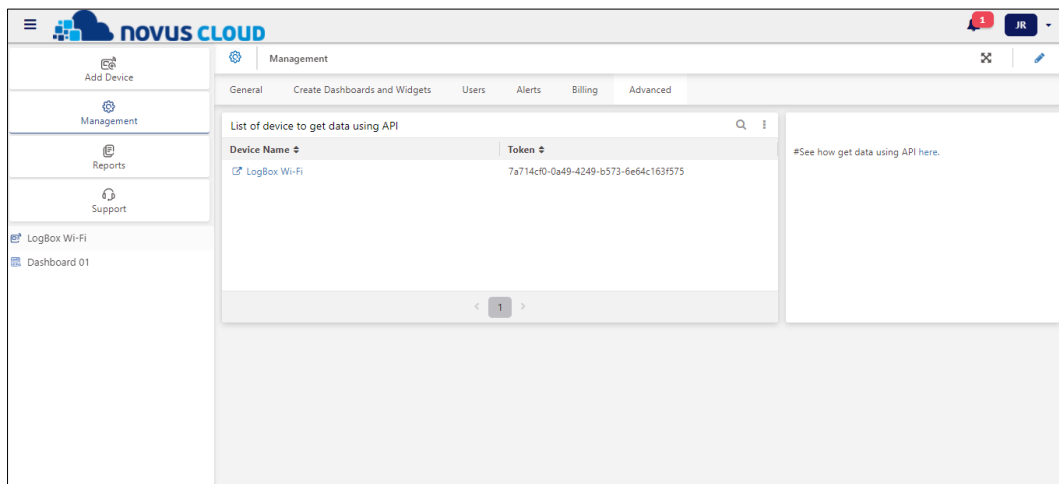 NOVUS CLOUD
1
JR
Add Device
Management
Reports
Support
LogBox Wi-Fi
Dashboard 01
Management
General Create Dashboards and Widgets Users Alerts Billing Advanced
List of device to get data using API
Device Name Token
LogBox Wi-Fi 7a714cf0-0a49-4249-b573-6e64c163f575
< 1 >
#See how get data using API here.